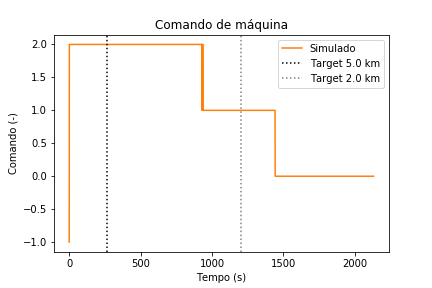 Comando de máquina
Comando (-)
2.0
1.5
1.0
0.5
0.0
−0.5
−1.0
Simulado
Target 5.0 km
Target 2.0 km
0 500 1000 1500 2000
Tempo (s)